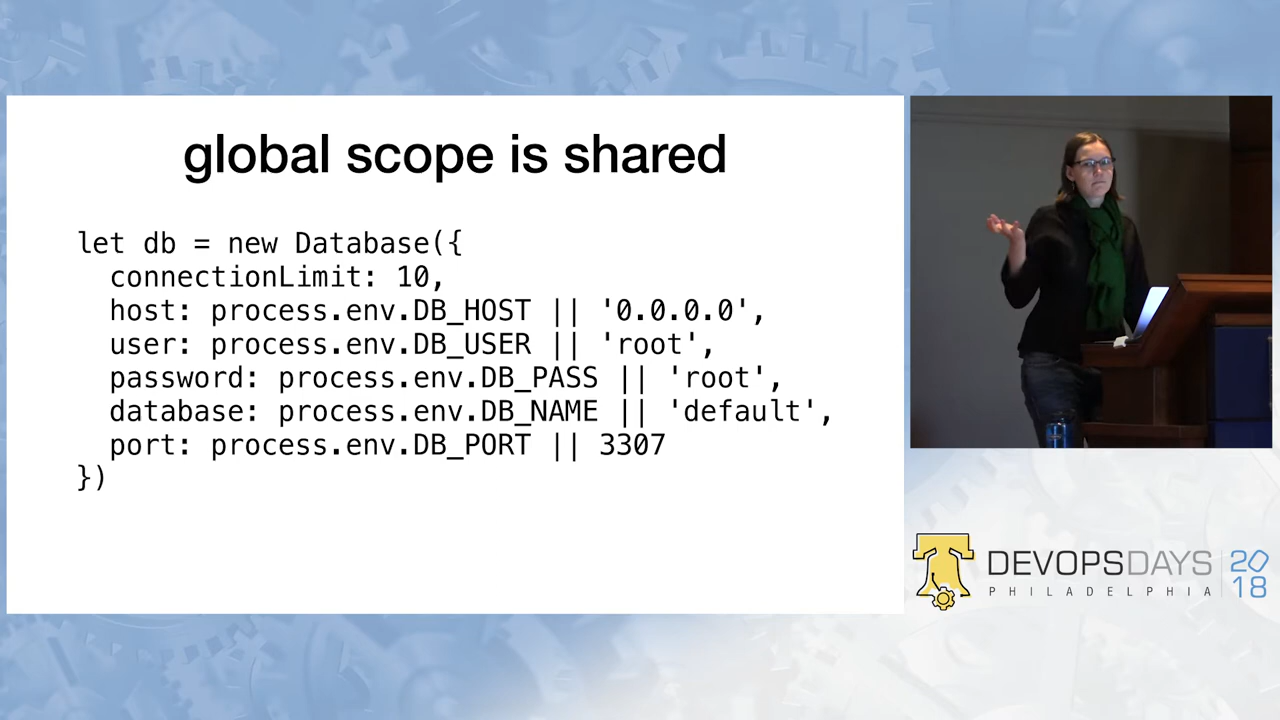 global scope is shared
let db = new Database({
  connectionLimit: 10,
  host: process.env.DB_HOST || '0.0.0.0',
  user: process.env.DB_USER || 'root',
  password: process.env.DB_PASS || 'root',
  database: process.env.DB_NAME || 'default',
  port: process.env.DB_PORT || 3307
})
DEVOPSDAYS
PHILADELPHIA
20
18